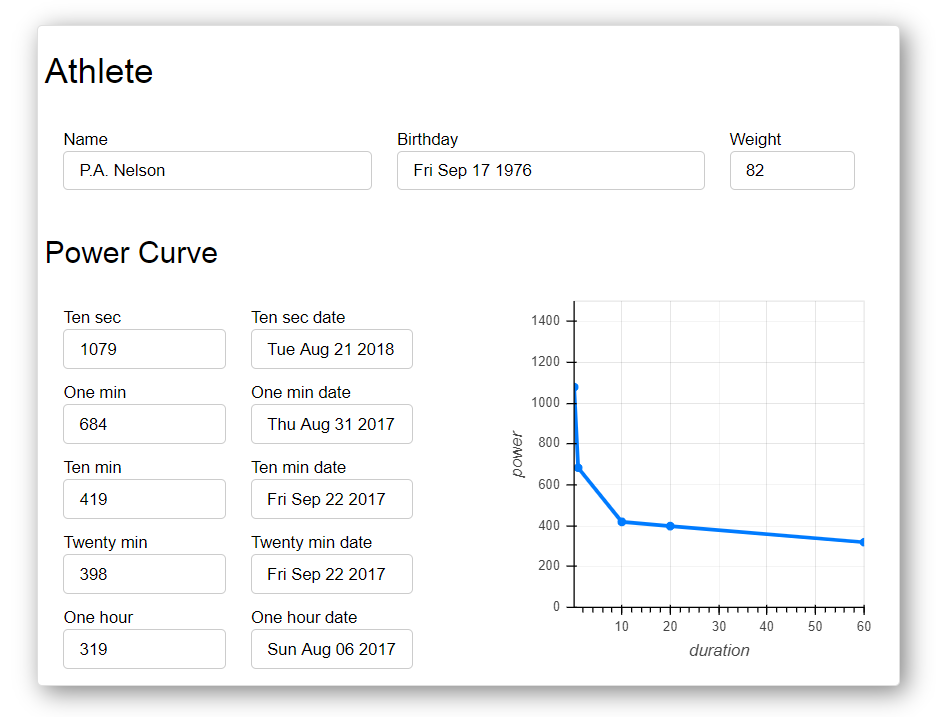 Athlete
Name Birthday Weight
P.A. Nelson Fri Sep 17 1976 82
Power Curve
Ten sec Ten sec date
1079 Tue Aug 21 2018
One min One min date
684 Thu Aug 31 2017
Ten min Ten min date
419 Fri Sep 22 2017
Twenty min Twenty min date
398 Fri Sep 22 2017
One hour One hour date
319 Sun Aug 06 2017
1400
1200
1000
800
600
400
200
0
power
10 20 30 40 50 60
duration